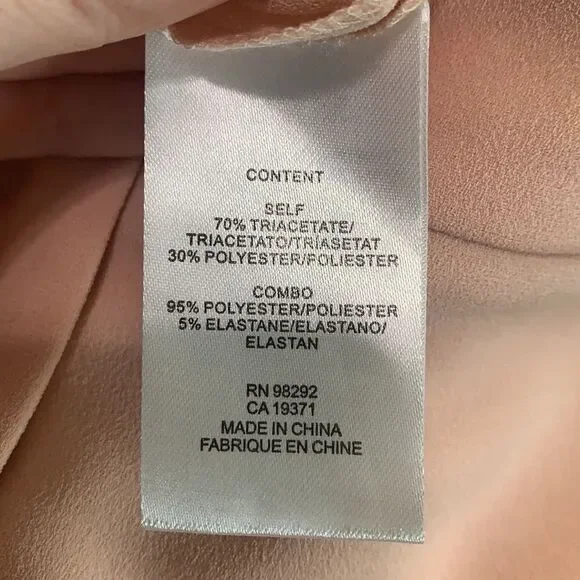 CONTENT
SELF
70% TRIACETATE/
TRIACETATO/TRÍASETAT
30% POLYESTER/POLIESTER
COMBO
95% POLYESTER/POLIESTER
5% ELASTANE/ELASTANO/
ELASTAN
RN 98292
CA 19371
MADE IN CHINA
FABRIQUE EN CHINE